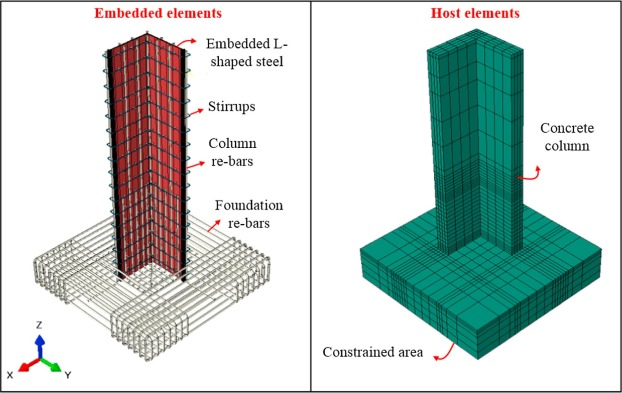 Embedded elements
Embedded L-
shaped steel
Stirrups
Column
re-bars
Foundation
re-bars
Z
X
Y
Host elements
Concrete
column
Constrained area